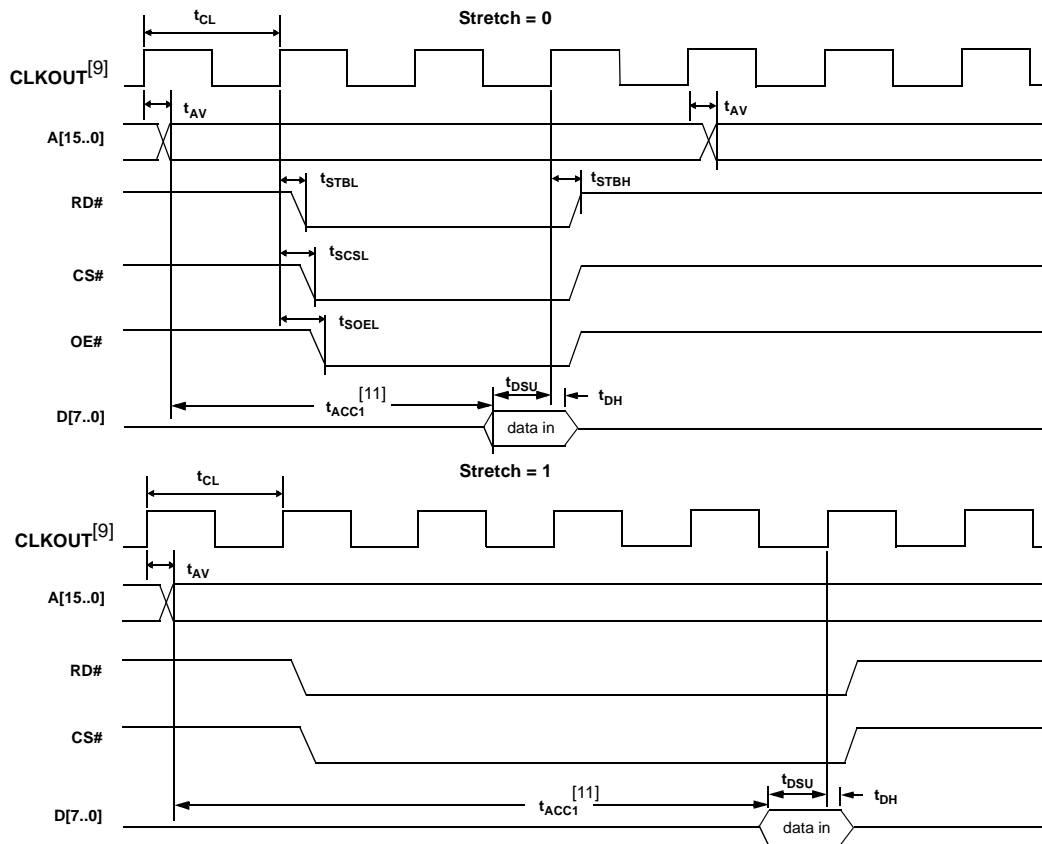 Stretch = 0
tCL
CLKOUT[9]
tAV
tAV
A[15..0]
tSTBL
tSTBH
RD#
tSCSL
CS#
tSOEL
OE#
tDSU
tACC1[11]
tDH
D[7..0]
data in
Stretch = 1
tCL
CLKOUT[9]
tAV
A[15..0]
RD#
CS#
tDSU
tACC1[11]
tDH
D[7..0]
data in